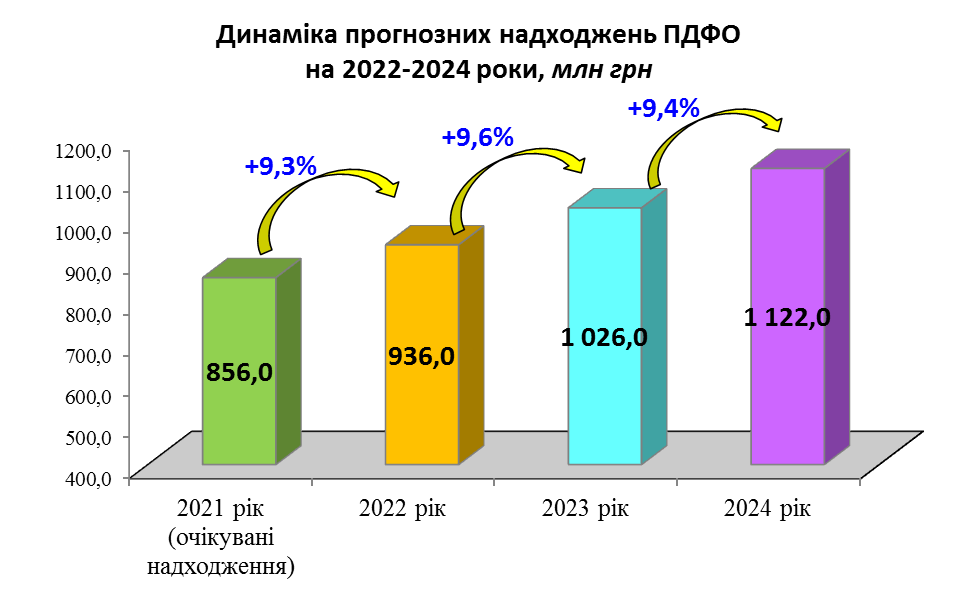 Динаміка прогнозних надходжень ПДФО
на 2022-2024 роки, млн грн
+9,4%
+9,6%
+9,3%
1200,0
1100,0
1000,0
900,0
800,0
700,0
600,0
500,0
400,0
856,0
936,0
1 026,0
1 122,0
2021 рік
(очікувані
надходження)
2022 рік
2023 рік
2024 рік